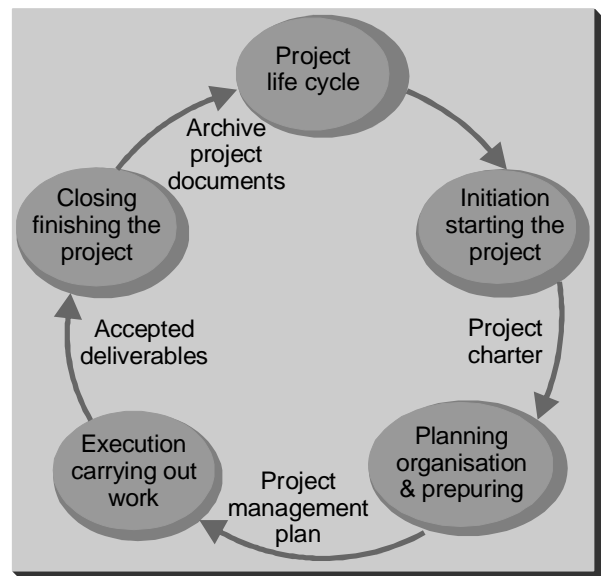 Project
life cycle
Archive
project
documents
Closing
finishing the
project
Initiation
starting the
project
Accepted
deliverables
Project
charter
Execution
carrying out
work
Project
management
plan
Planning
organisation
& prepuring